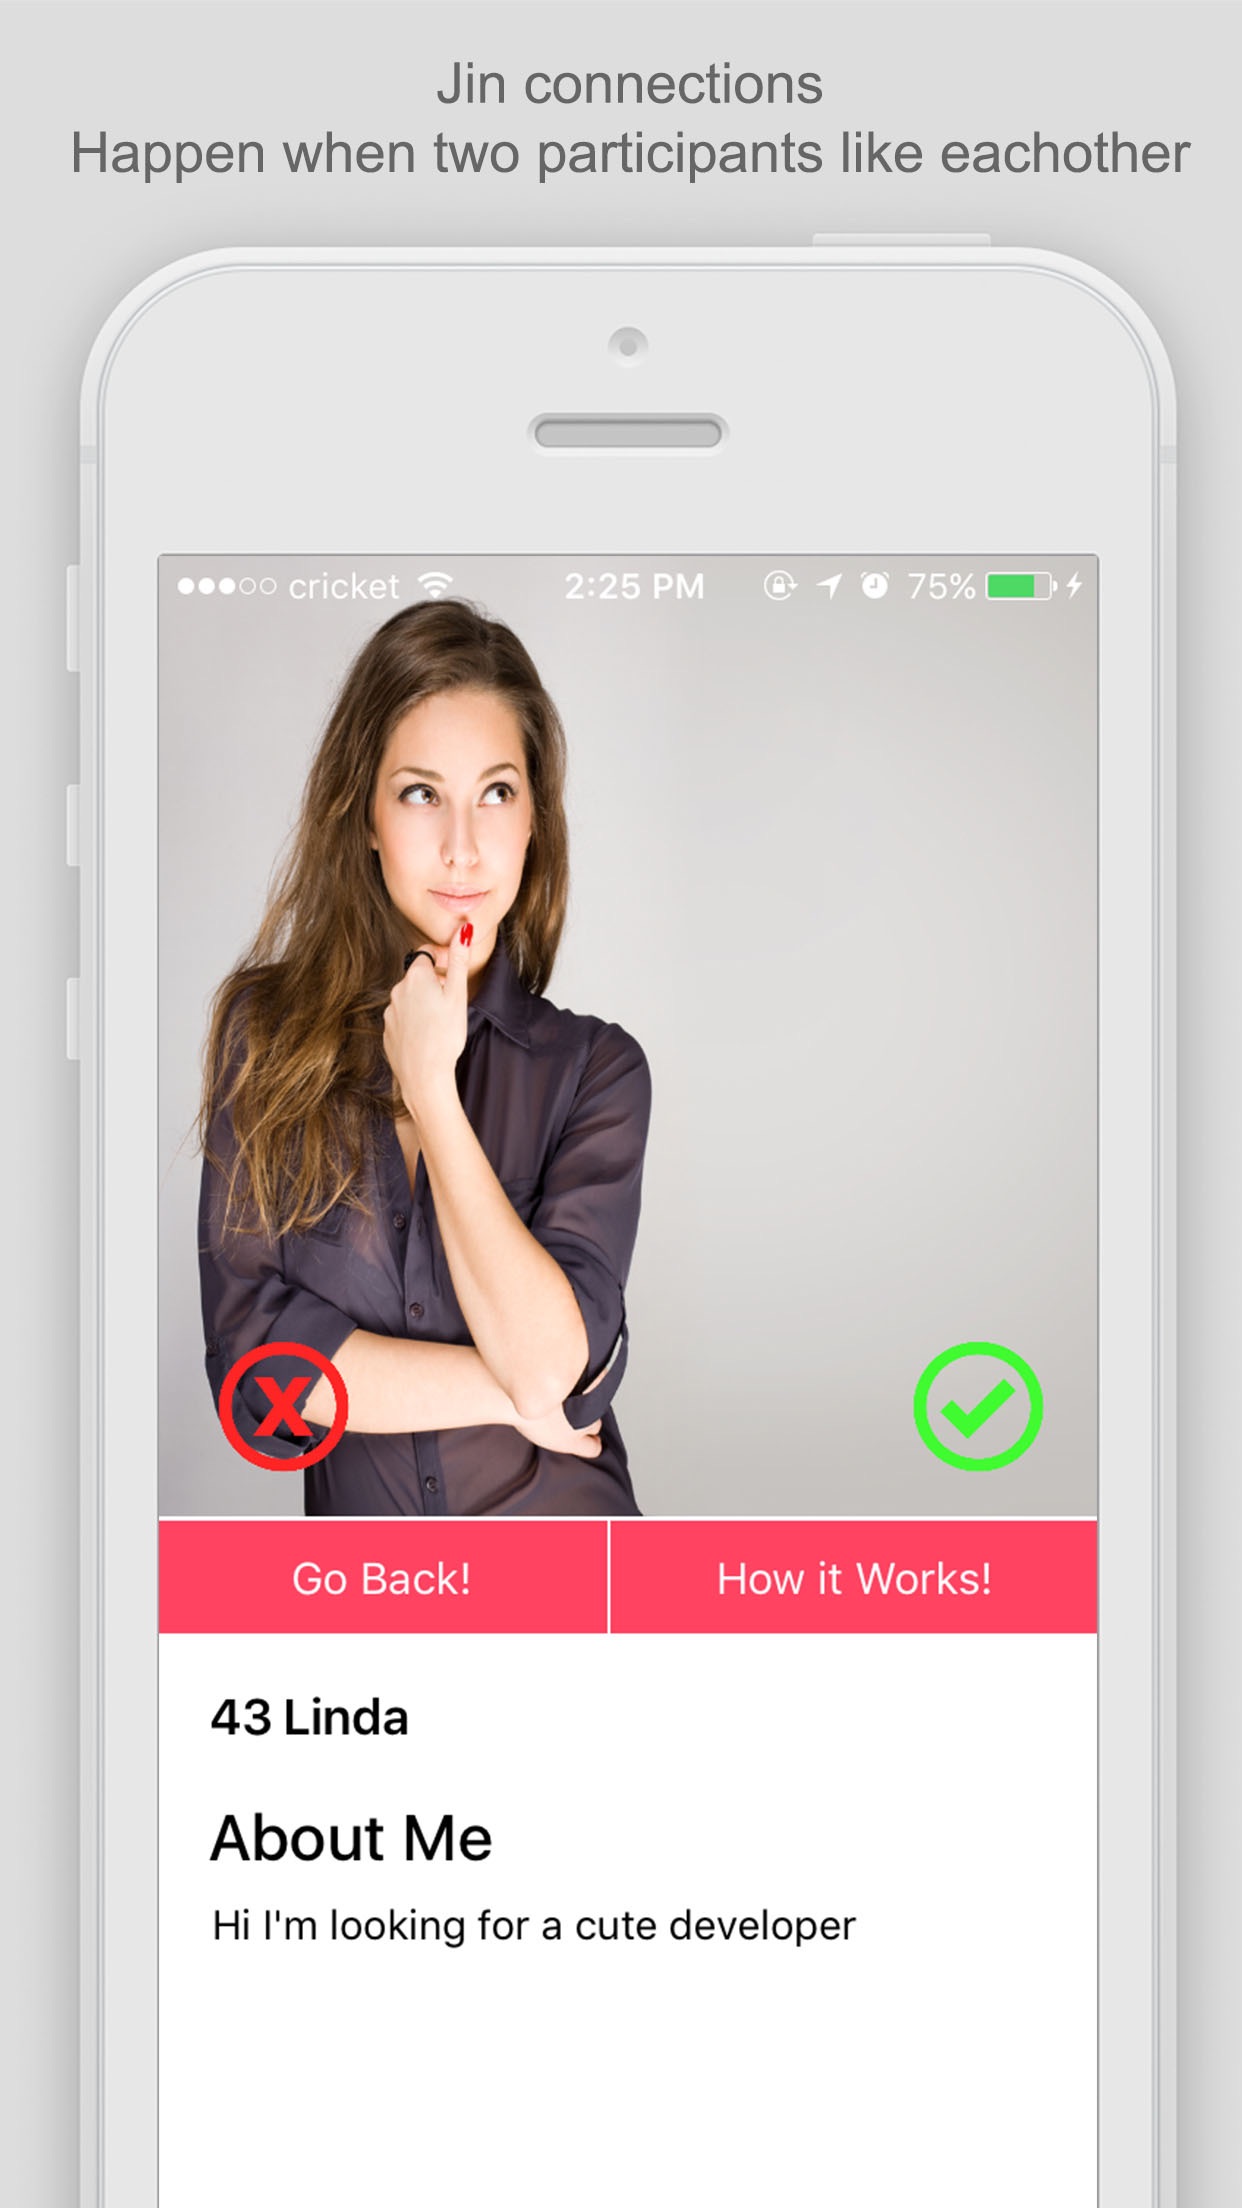 Jin connections
Happen when two participants like eachother
cricket 2:25 PM 75%
X
Go Back! How it Works!
43 Linda
About Me
Hi I'm looking for a cute developer